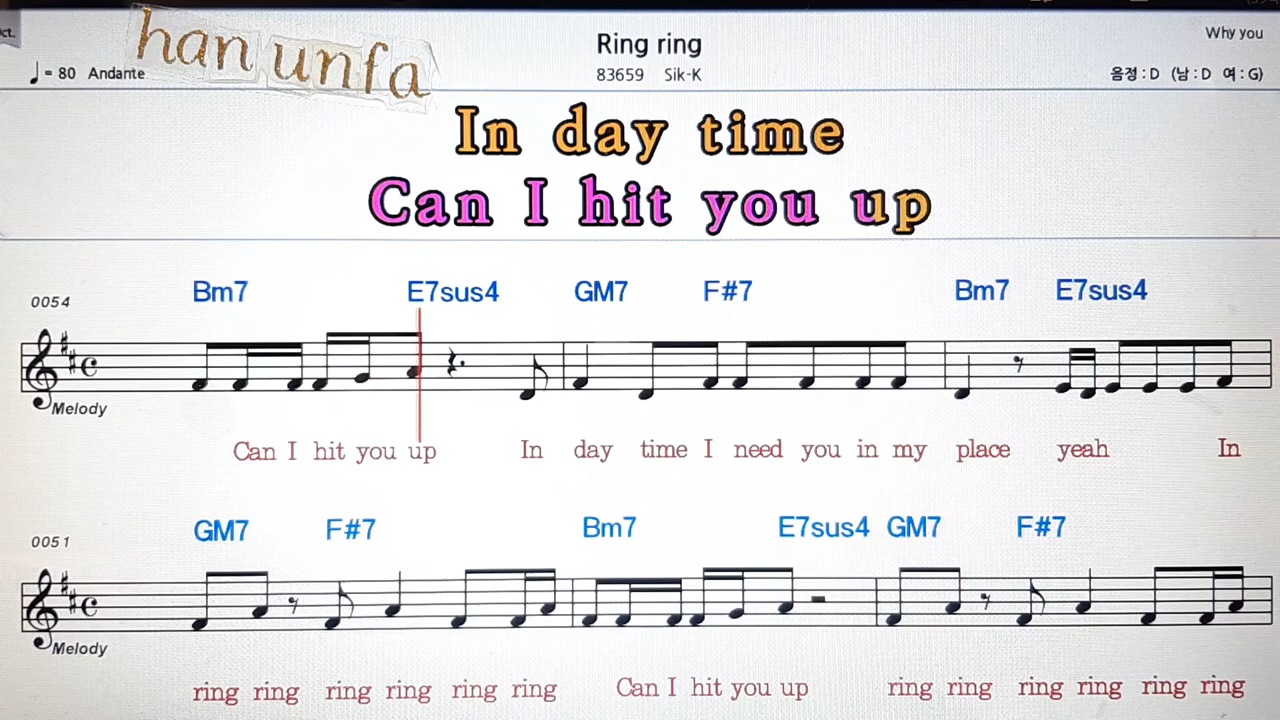 ct.
han unfa
Ring ring
Why you
♩= 80 Andante
83659 Sik-K
음정 : D (남 : D 여 : G)
In day time
Can I hit you up
0054
Bm7 E7sus4 GM7 F#7 Bm7 E7sus4
Melody
Can I hit you up In day time I need you in my place yeah In
0051
GM7 F#7 Bm7 E7sus4 GM7 F#7
Melody
ring ring ring ring ring ring Can I hit you up ring ring ring ring ring ring